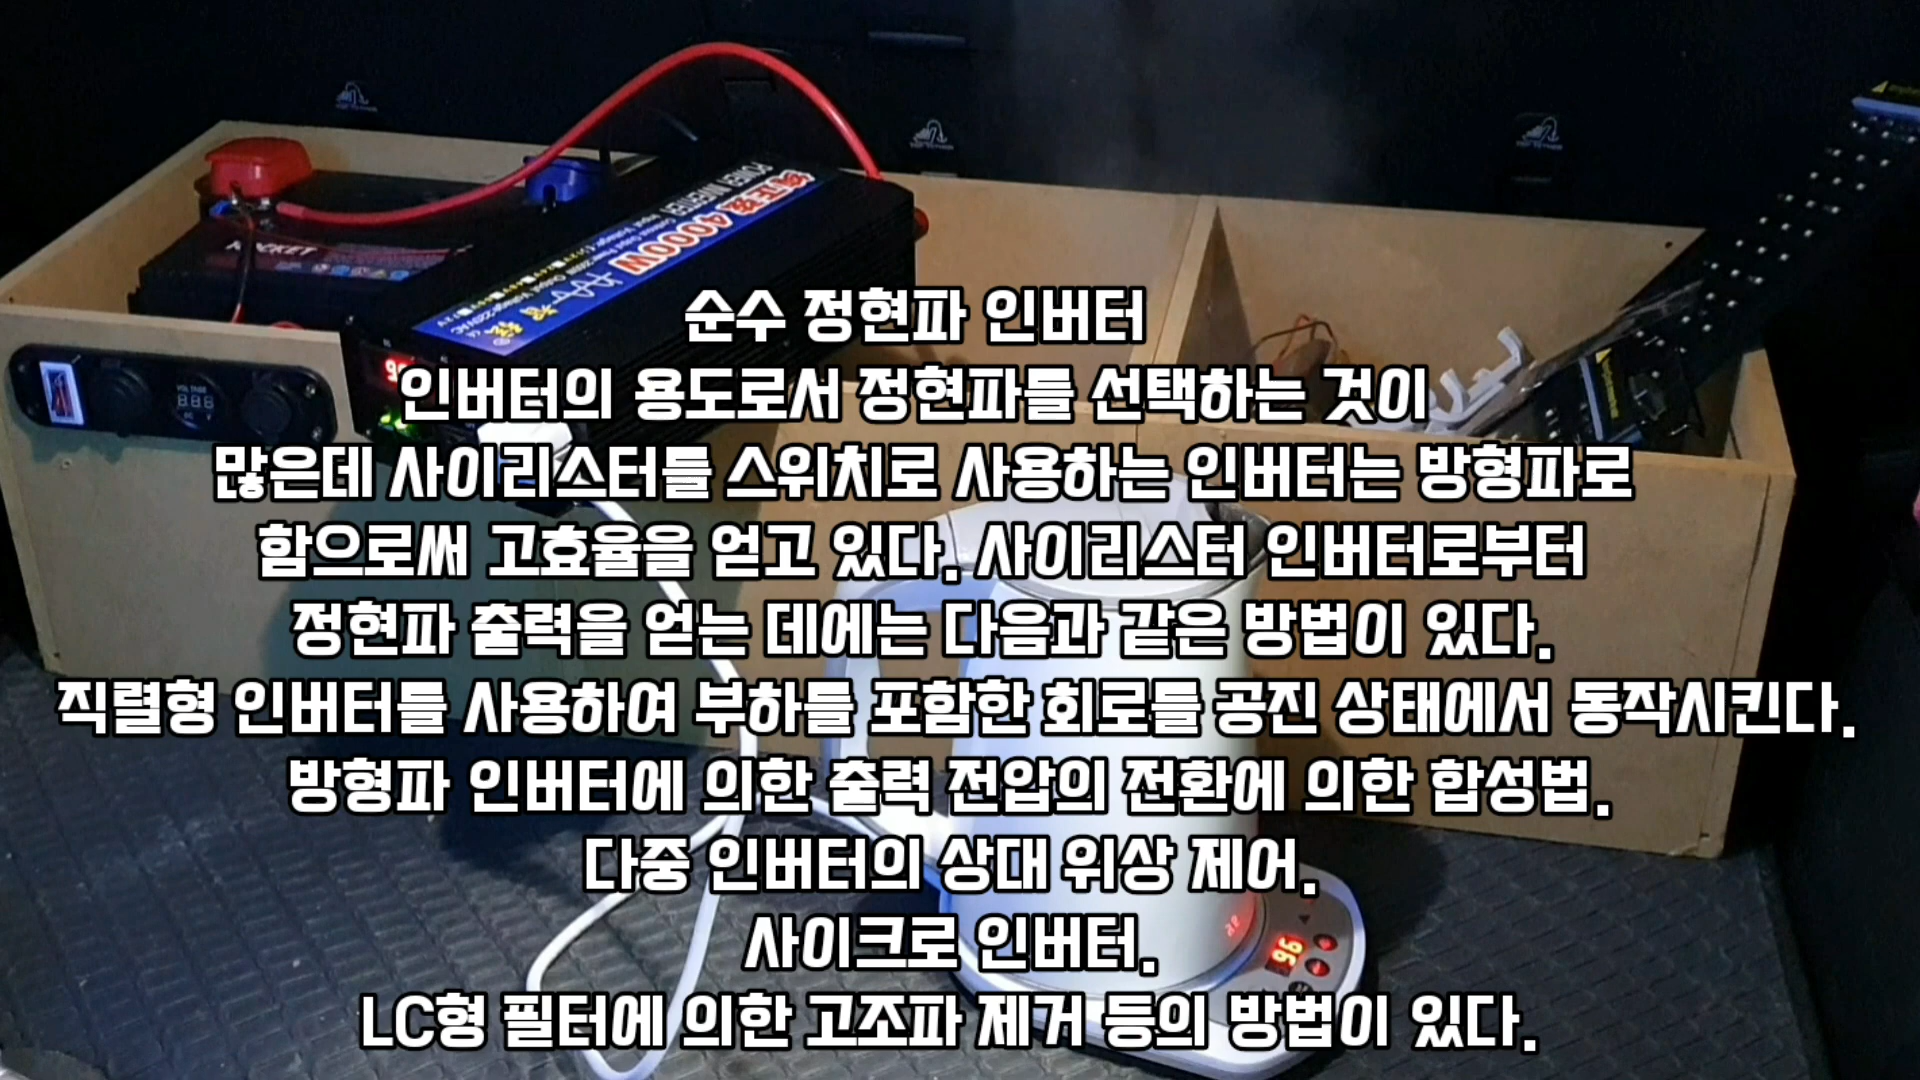 순수 정현파 인버터
인버터의 용도로서 정현파를 선택하는 것이
많은데 사이리스터를 스위치로 사용하는 인버터는 방형파로
함으로써 고효율을 얻고 있다. 사이리스터 인버터로부터
정현파 출력을 얻는 데에는 다음과 같은 방법이 있다.
직렬형 인버터를 사용하여 부하를 포함한 회로를 공진 상태에서 동작시킨다.
방형파 인버터에 의한 출력 전압의 전환에 의한 합성법.
다중 인버터의 상대 위상 제어.
사이크로 인버터.
LC형 필터에 의한 고조파 제거 등의 방법이 있다.
ROCKET
4000W
POWER INVERTER
VOLTAGE
96